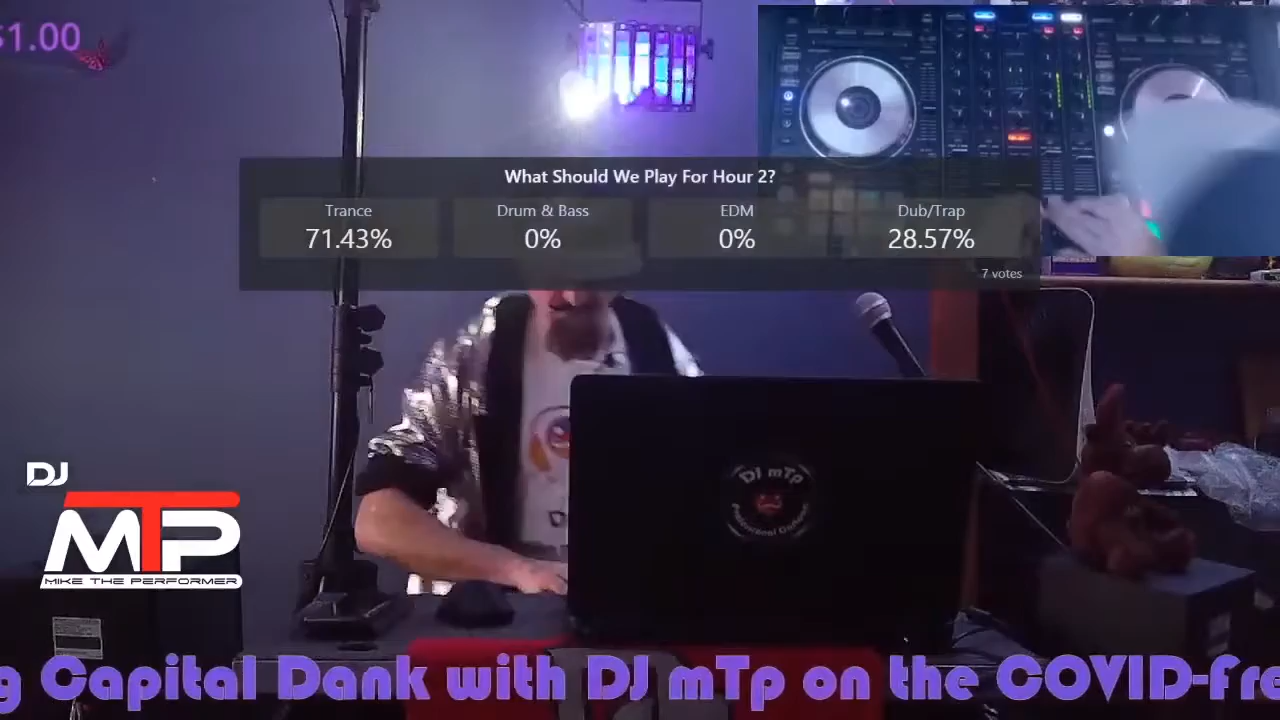 $1.00
What Should We Play For Hour 2?
Trance Drum & Bass EDM Dub/Trap
71.43% 0% 0% 28.57%
7 votes
DJ mTp
DJ
MTP
MIKE THE PERFORMER
g Capital Dank with DJ mTp on the COVID-Fre